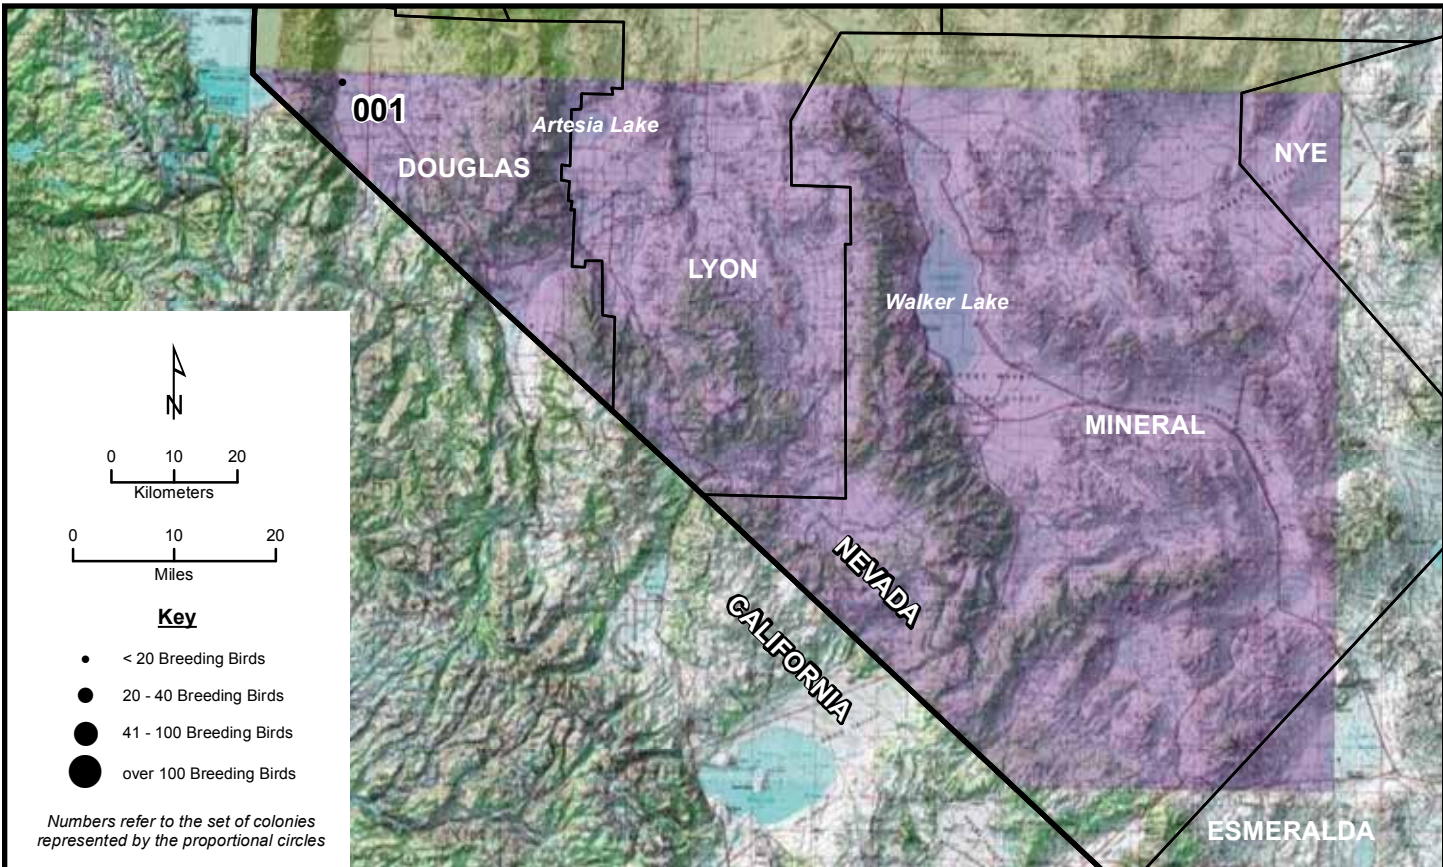 001
Artesia Lake
DOUGLAS
NYE
LYON
Walker Lake
MINERAL
NEVADA
CALIFORNIA
ESMERALDA
N
0 10 20
Kilometers
0 10 20
Miles
Key
< 20 Breeding Birds
20 - 40 Breeding Birds
41 - 100 Breeding Birds
over 100 Breeding Birds
Numbers refer to the set of colonies
represented by the proportional circles